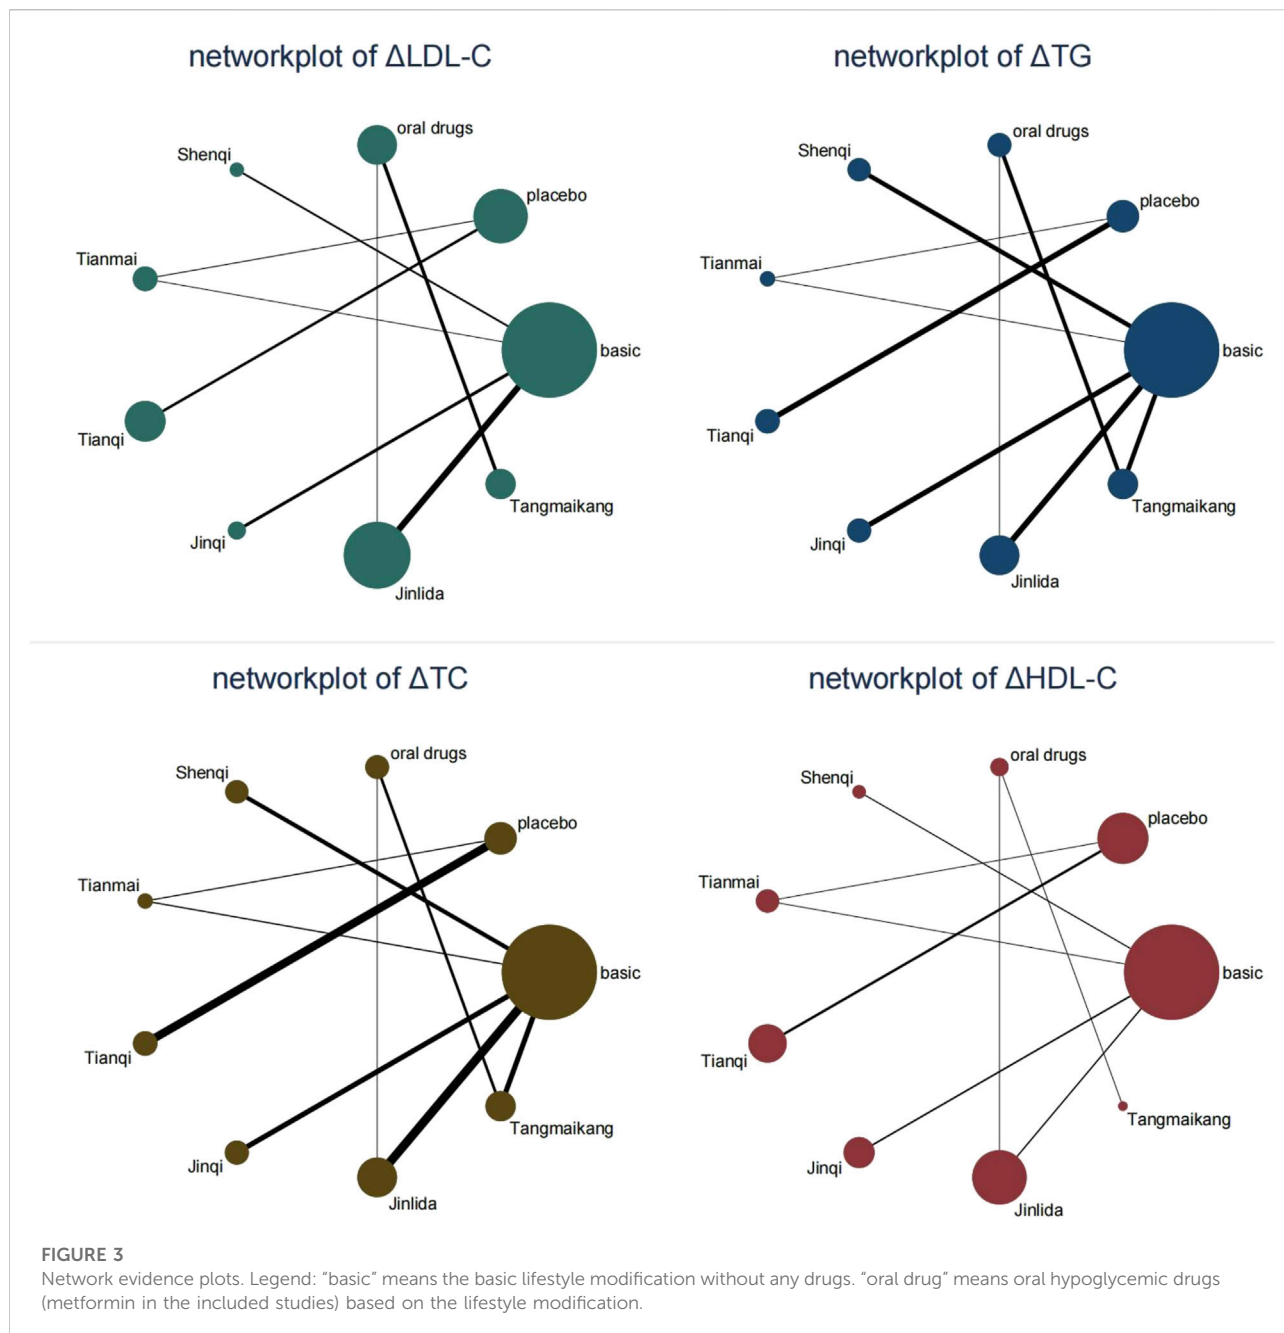 networkplot of ΔLDL-C
oral drugs
Shenqi
placebo
Tianmai
basic
Tianqi
Tangmaikang
Jinqi
Jinlida
networkplot of ΔTG
oral drugs
Shenqi
placebo
Tianmai
basic
Tianqi
Tangmaikang
Jinqi
Jinlida
networkplot of ΔTC
oral drugs
Shenqi
placebo
Tianmai
basic
Tianqi
Tangmaikang
Jinqi
Jinlida
networkplot of ΔHDL-C
oral drugs
Shenqi
placebo
Tianmai
basic
Tianqi
Tangmaikang
Jinqi
Jinlida
FIGURE 3
Network evidence plots. Legend: “basic” means the basic lifestyle modification without any drugs. “oral drug” means oral hypoglycemic drugs
(metformin in the included studies) based on the lifestyle modification.